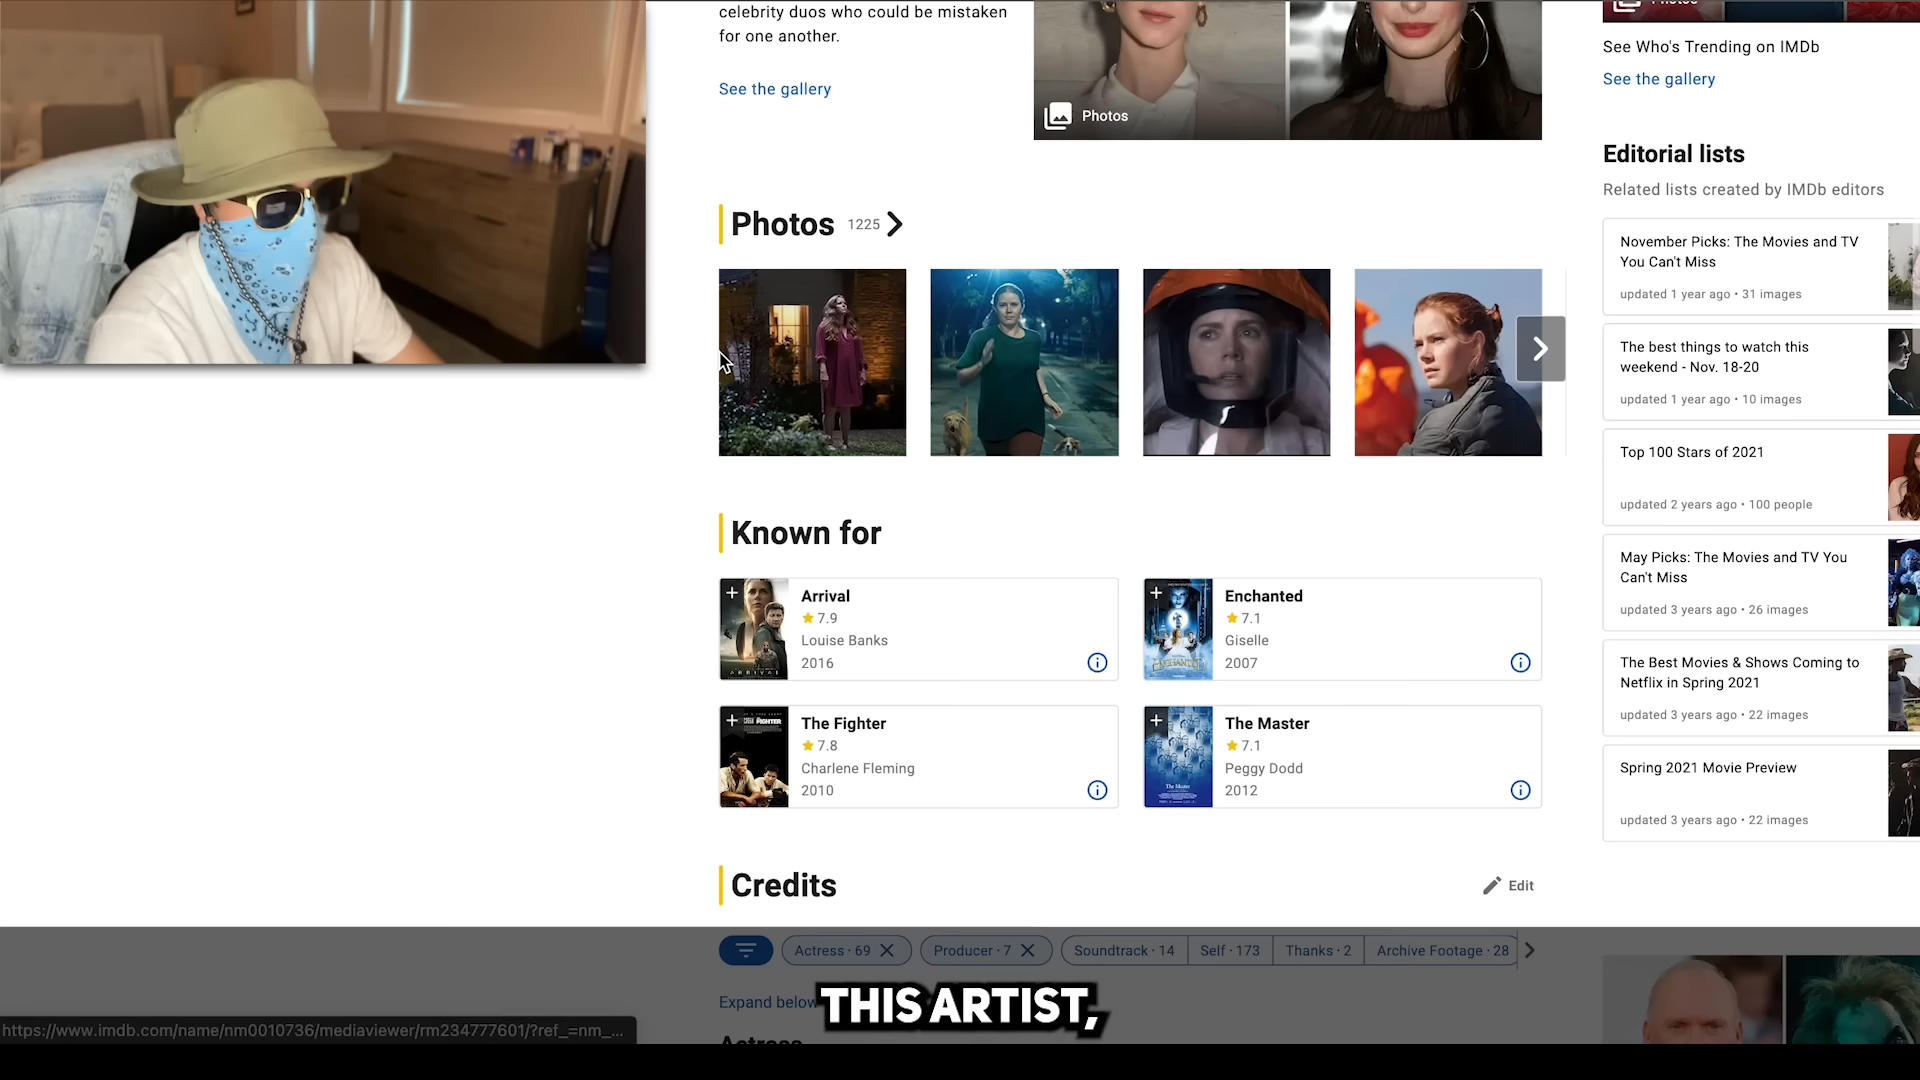 celebrity duos who could be mistaken
for one another.
See the gallery
Photos
See Who's Trending on IMDb
See the gallery
Editorial lists
Related lists created by IMDb editors
Photos 1225
November Picks: The Movies and TV
You Can't Miss
updated 1 year ago • 31 images
The best things to watch this
weekend - Nov. 18-20
updated 1 year ago • 10 images
Top 100 Stars of 2021
updated 2 years ago • 100 people
May Picks: The Movies and TV You
Can't Miss
updated 3 years ago • 26 images
The Best Movies & Shows Coming to
Netflix in Spring 2021
updated 3 years ago • 22 images
Spring 2021 Movie Preview
updated 3 years ago • 22 images
Known for
Arrival
7.9
Louise Banks
2016
ARRIVAL
Enchanted
7.1
Giselle
2007
ENCHANTED
The Fighter
7.8
Charlene Fleming
2010
FIGHTER
The Master
7.1
Peggy Dodd
2012
The Master
Credits
Edit
Actress · 69
Producer · 7
Soundtrack · 14
Self · 173
Thanks · 2
Archive Footage · 28
Expand below
THIS ARTIST,
https://www.imdb.com/name/nm0010736/mediaviewer/rm234777601/?ref_=nm_...
Actress